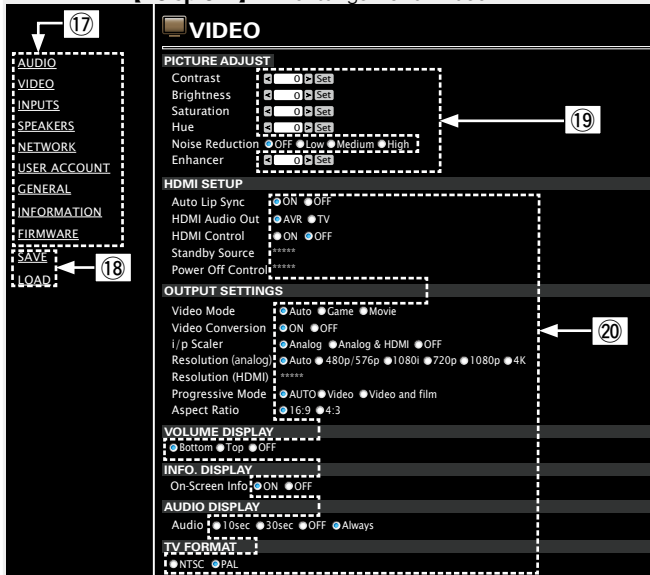 ⑰
AUDIO
VIDEO
INPUTS
SPEAKERS
NETWORK
USER ACCOUNT
GENERAL
INFORMATION
FIRMWARE
SAVE
LOAD
⑱
VIDEO
PICTURE ADJUST
Contrast 0 Set
Brightness 0 Set
Saturation 0 Set
Hue 0 Set
Noise Reduction OFF Low Medium High
Enhancer 0 Set
⑲
HDMI SETUP
Auto Lip Sync ON OFF
HDMI Audio Out AVR TV
HDMI Control ON OFF
Standby Source *****
Power Off Control *****
OUTPUT SETTINGS
Video Mode Auto Game Movie
Video Conversion ON OFF
i/p Scaler Analog Analog & HDMI OFF
Resolution (analog) Auto 480p/576p 1080i 720p 1080p 4K
Resolution (HDMI) *****
Progressive Mode AUTO Video Video and film
Aspect Ratio 16:9 4:3
⑳
VOLUME DISPLAY
Bottom Top OFF
INFO. DISPLAY
On-Screen Info ON OFF
AUDIO DISPLAY
Audio 10sec 30sec OFF Always
TV FORMAT
NTSC PAL